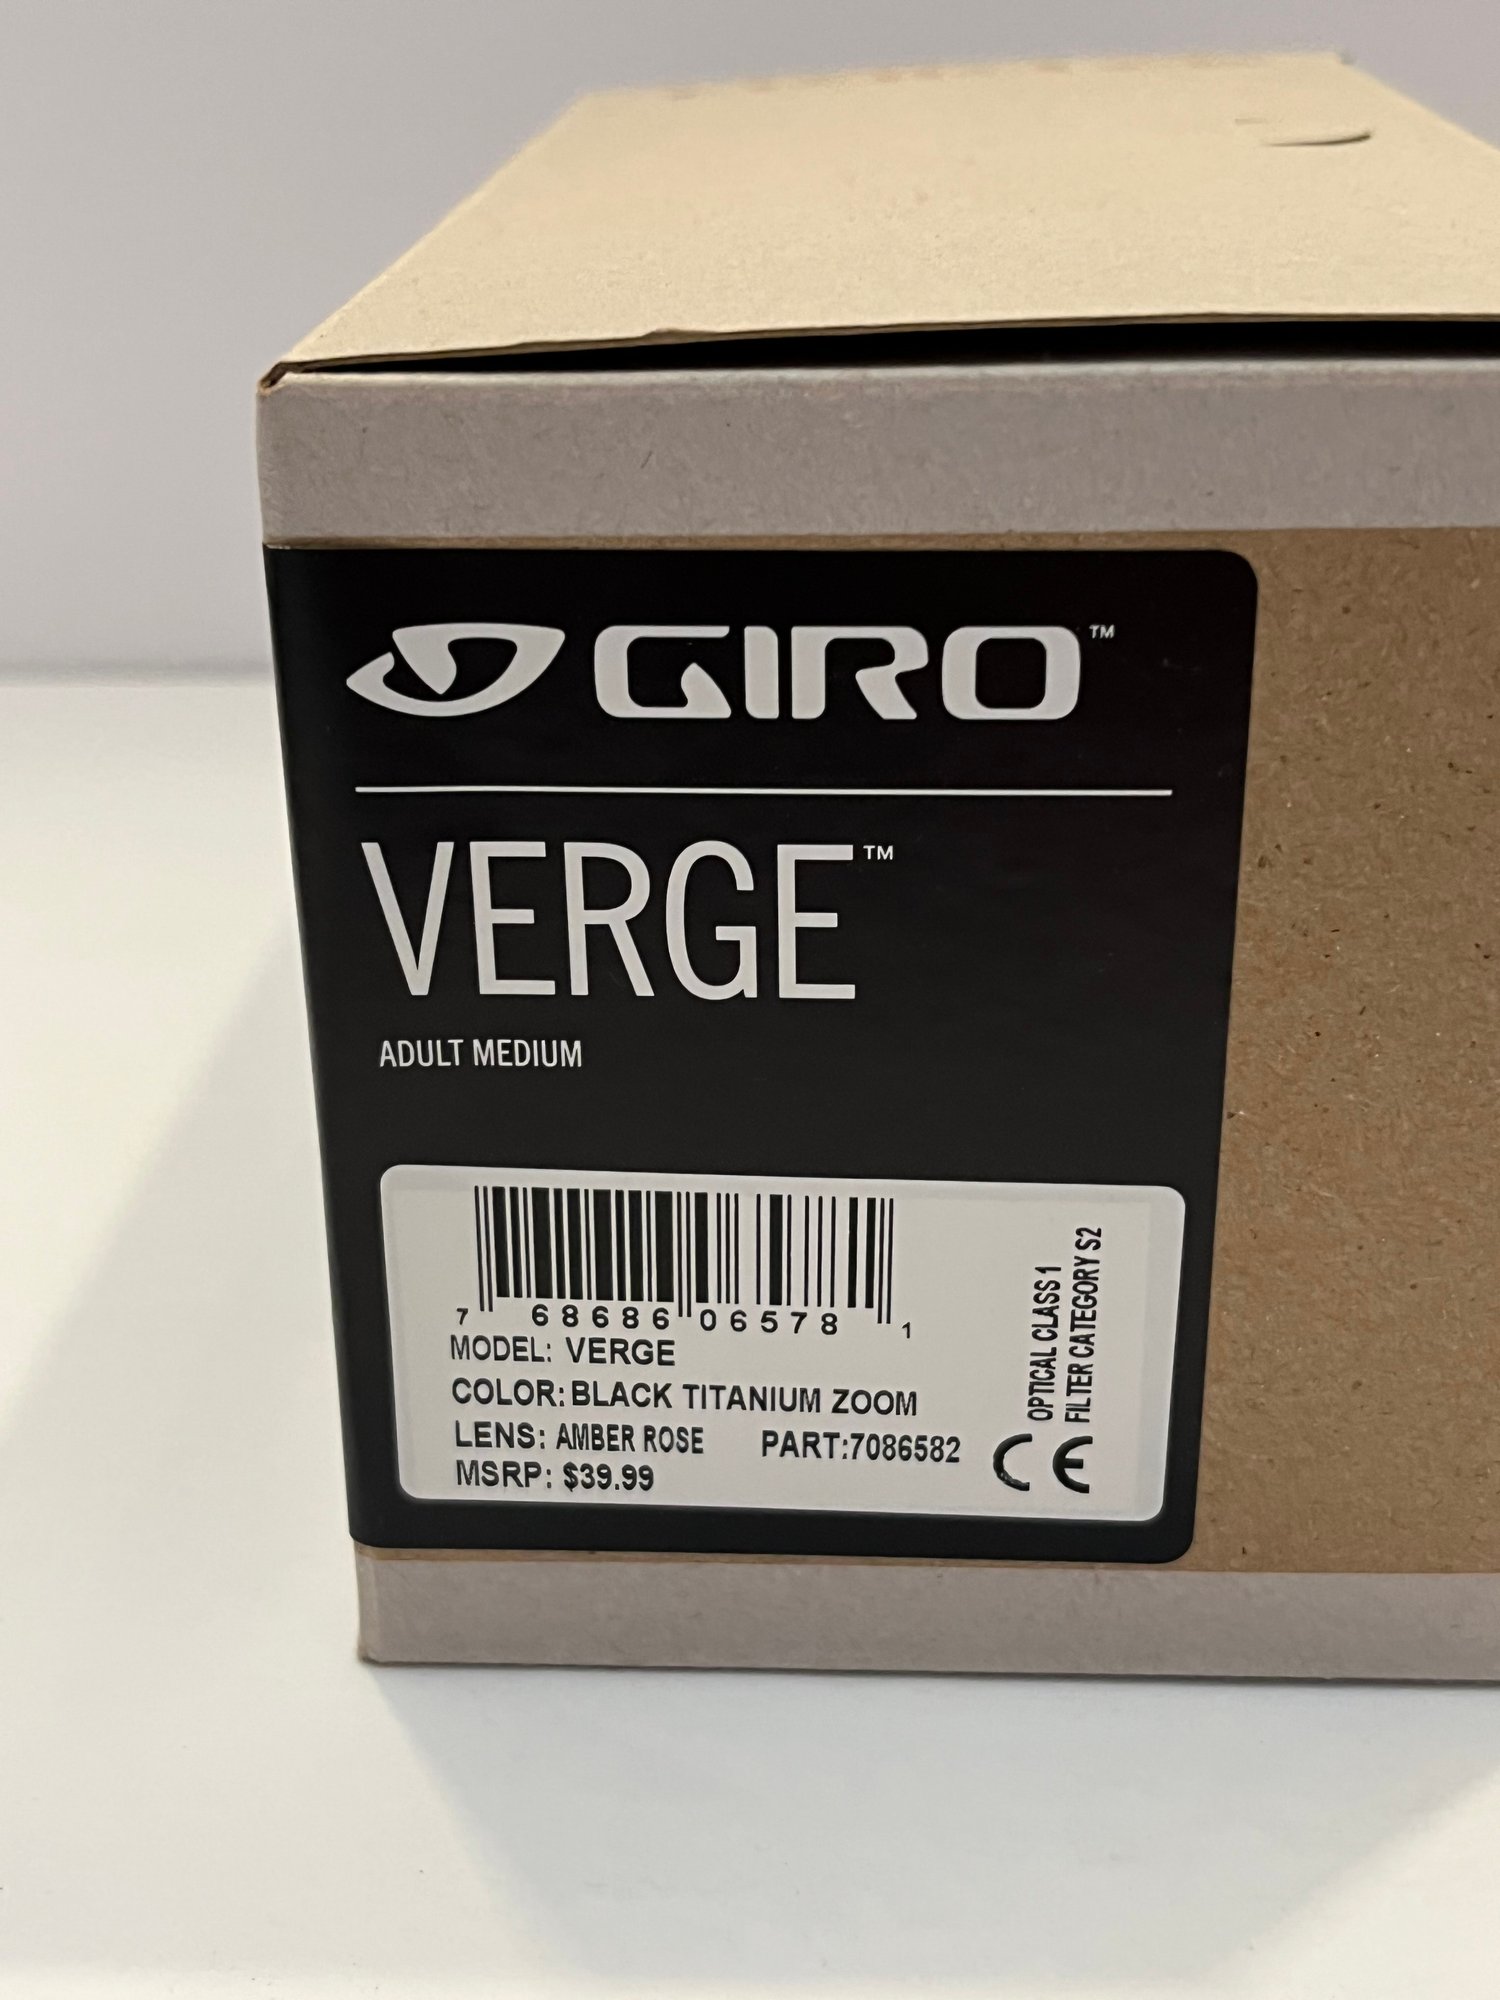 GIRO™
VERGE™
ADULT MEDIUM
7 68686 06578 1
MODEL: VERGE
COLOR: BLACK TITANIUM ZOOM
LENS: AMBER ROSE PART:7086582
MSRP: $39.99
OPTICAL CLASS 1
FILTER CATEGORY S2
CE